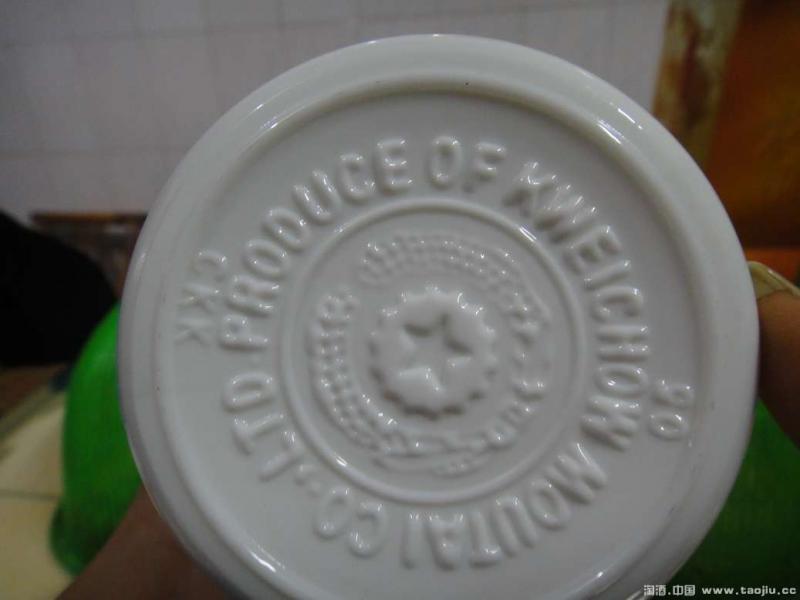 PRODUCE OF KWEICHOW MOUTAI CO., LTD
CKK
90
淘酒.中国 www.taojiu.cc